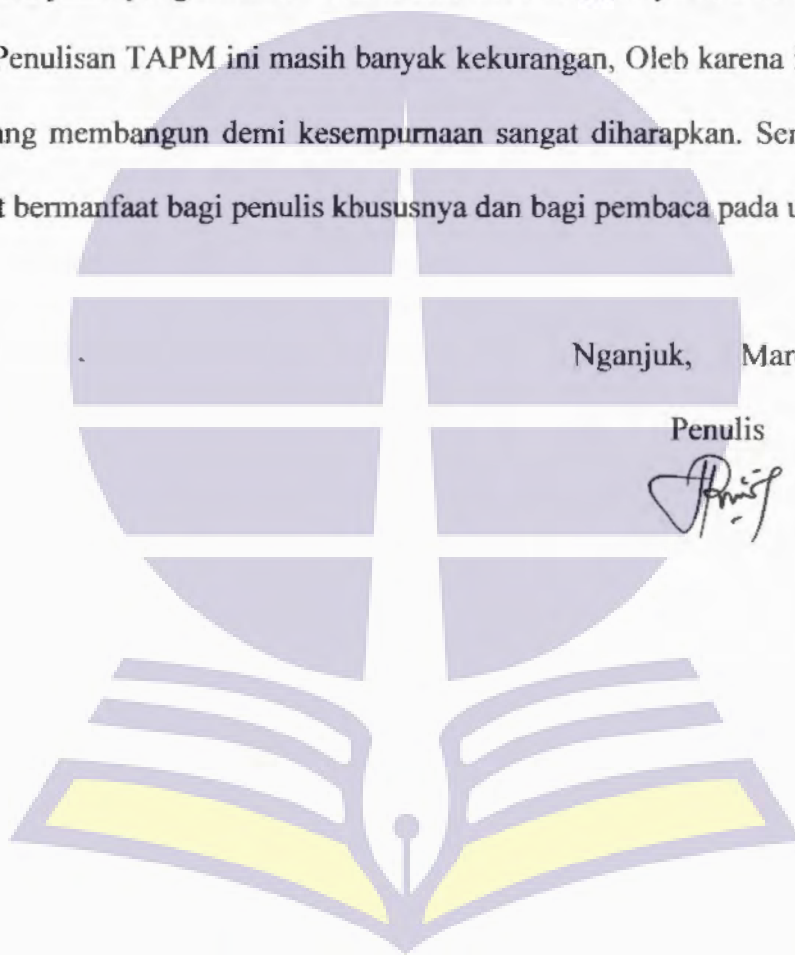 Penulisan TAPM ini masih banyak kekurangan, Oleh karena
ang membangun demi kesempurnaan sangat diharapkan. Ser
t bermanfaat bagi penulis khususnya dan bagi pembaca pada u
Nganjuk, Mar
Penulis